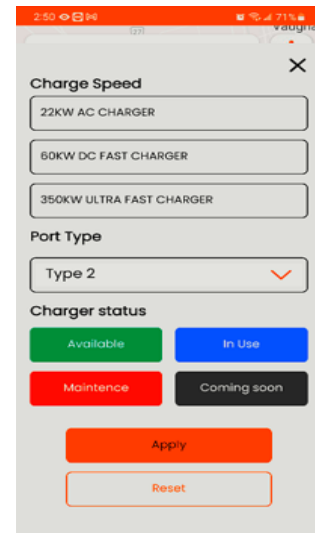 2:50 71%
(27)
Charge Speed
22KW AC CHARGER
60KW DC FAST CHARGER
350KW ULTRA FAST CHARGER
Port Type
Type 2
Charger status
Available In Use
Maintence Coming soon
Apply
Reset